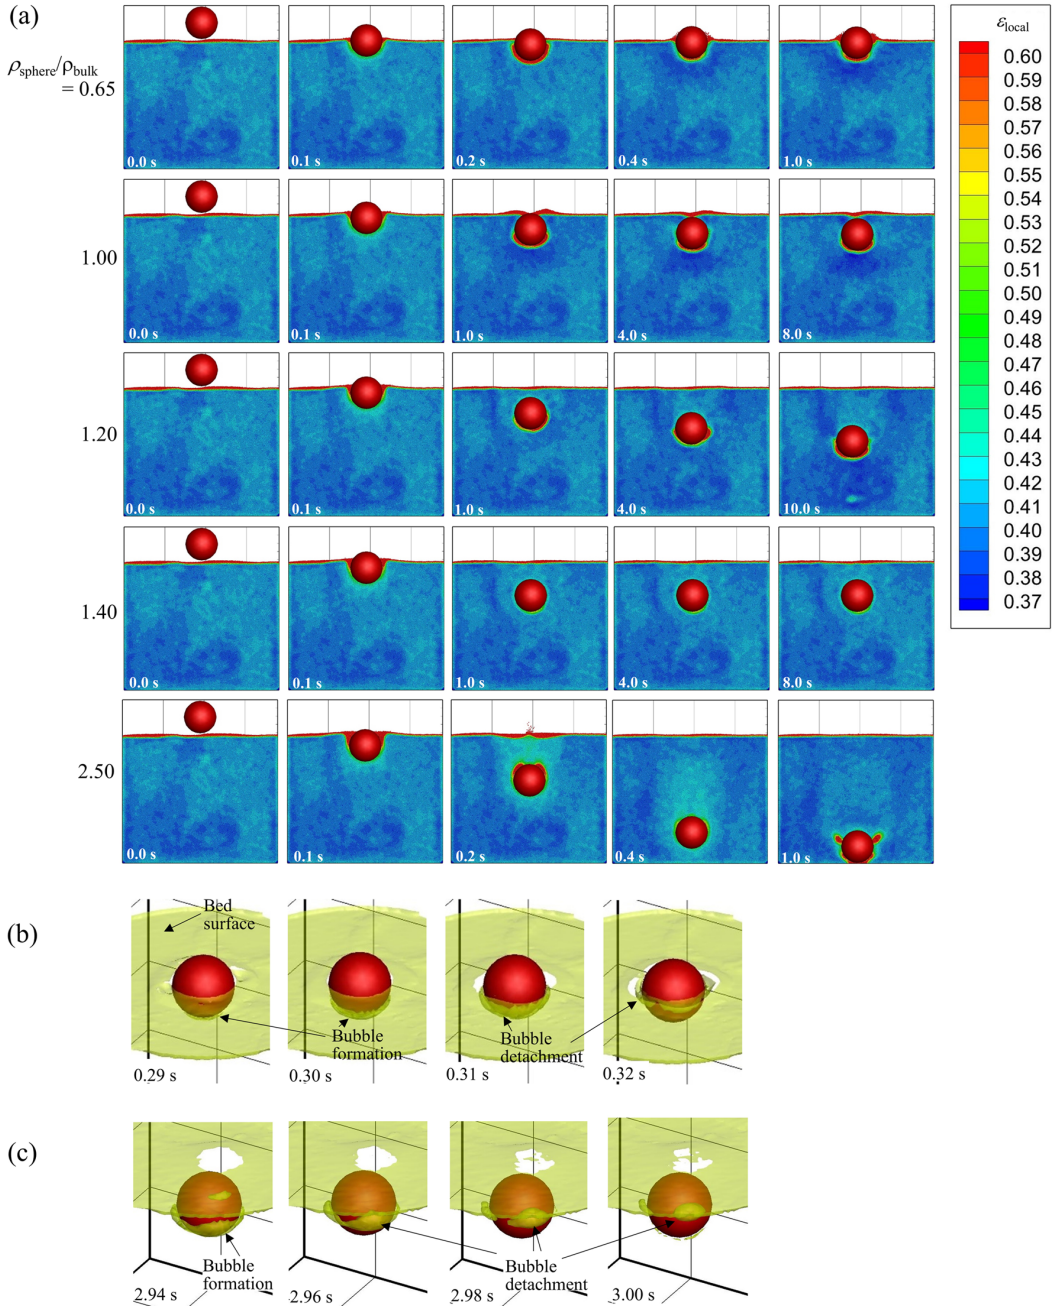 (a)
ρsphere/ρbulk
= 0.65
0.0 s
0.1 s
0.2 s
0.4 s
1.0 s
1.00
0.0 s
0.1 s
1.0 s
4.0 s
8.0 s
1.20
0.0 s
0.1 s
1.0 s
4.0 s
10.0 s
1.40
0.0 s
0.1 s
1.0 s
4.0 s
8.0 s
2.50
0.0 s
0.1 s
0.2 s
0.4 s
1.0 s
εlocal
0.60
0.59
0.58
0.57
0.56
0.55
0.54
0.53
0.52
0.51
0.50
0.49
0.48
0.47
0.46
0.45
0.44
0.43
0.42
0.41
0.40
0.39
0.38
0.37
(b)
Bed
surface
Bubble
formation
Bubble
detachment
0.29 s
0.30 s
0.31 s
0.32 s
(c)
Bubble
formation
Bubble
detachment
2.94 s
2.96 s
2.98 s
3.00 s